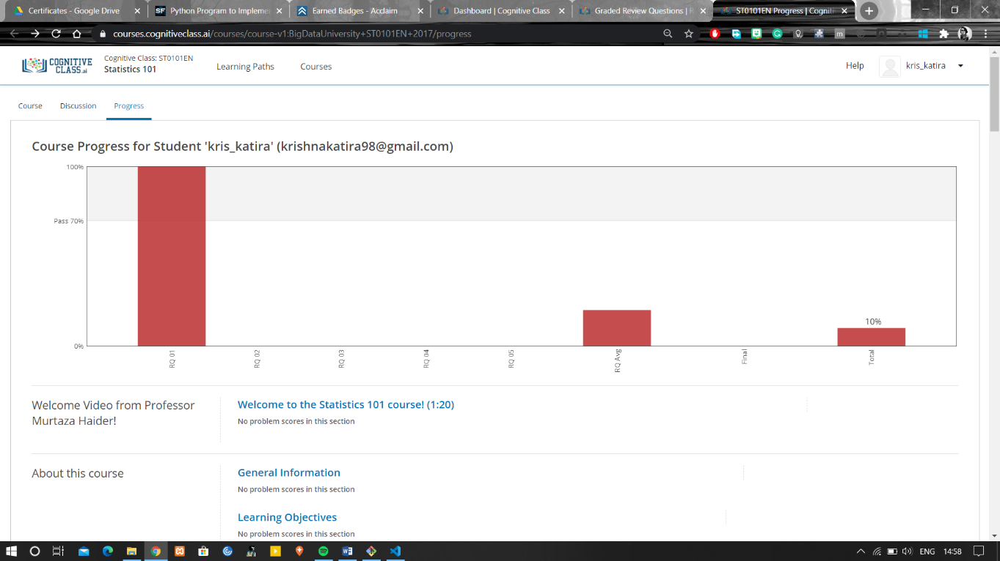 Certificates - Google Drive
SF Python Program to Implemen
Earned Badges - Acclaim
Dashboard | Cognitive Class
Graded Review Questions | R
ST0101EN Progress | Cogniti
courses.cognitiveclass.ai/courses/course-v1:BigDataUniversity+ST0101EN+2017/progress
COGNITIVE CLASS.ai
Cognitive Class: ST0101EN
Statistics 101
Learning Paths
Courses
Help
kris_katira
Course
Discussion
Progress
Course Progress for Student 'kris_katira' (krishnakatira98@gmail.com)
100%
Pass 70%
0%
10%
RQ 01
RQ 02
RQ 03
RQ 04
RQ 05
RQ Avg
Final
Total
Welcome Video from Professor
Murtaza Haider!
Welcome to the Statistics 101 course! (1:20)
No problem scores in this section
About this course
General Information
No problem scores in this section
Learning Objectives
No problem scores in this section
ENG
14:58